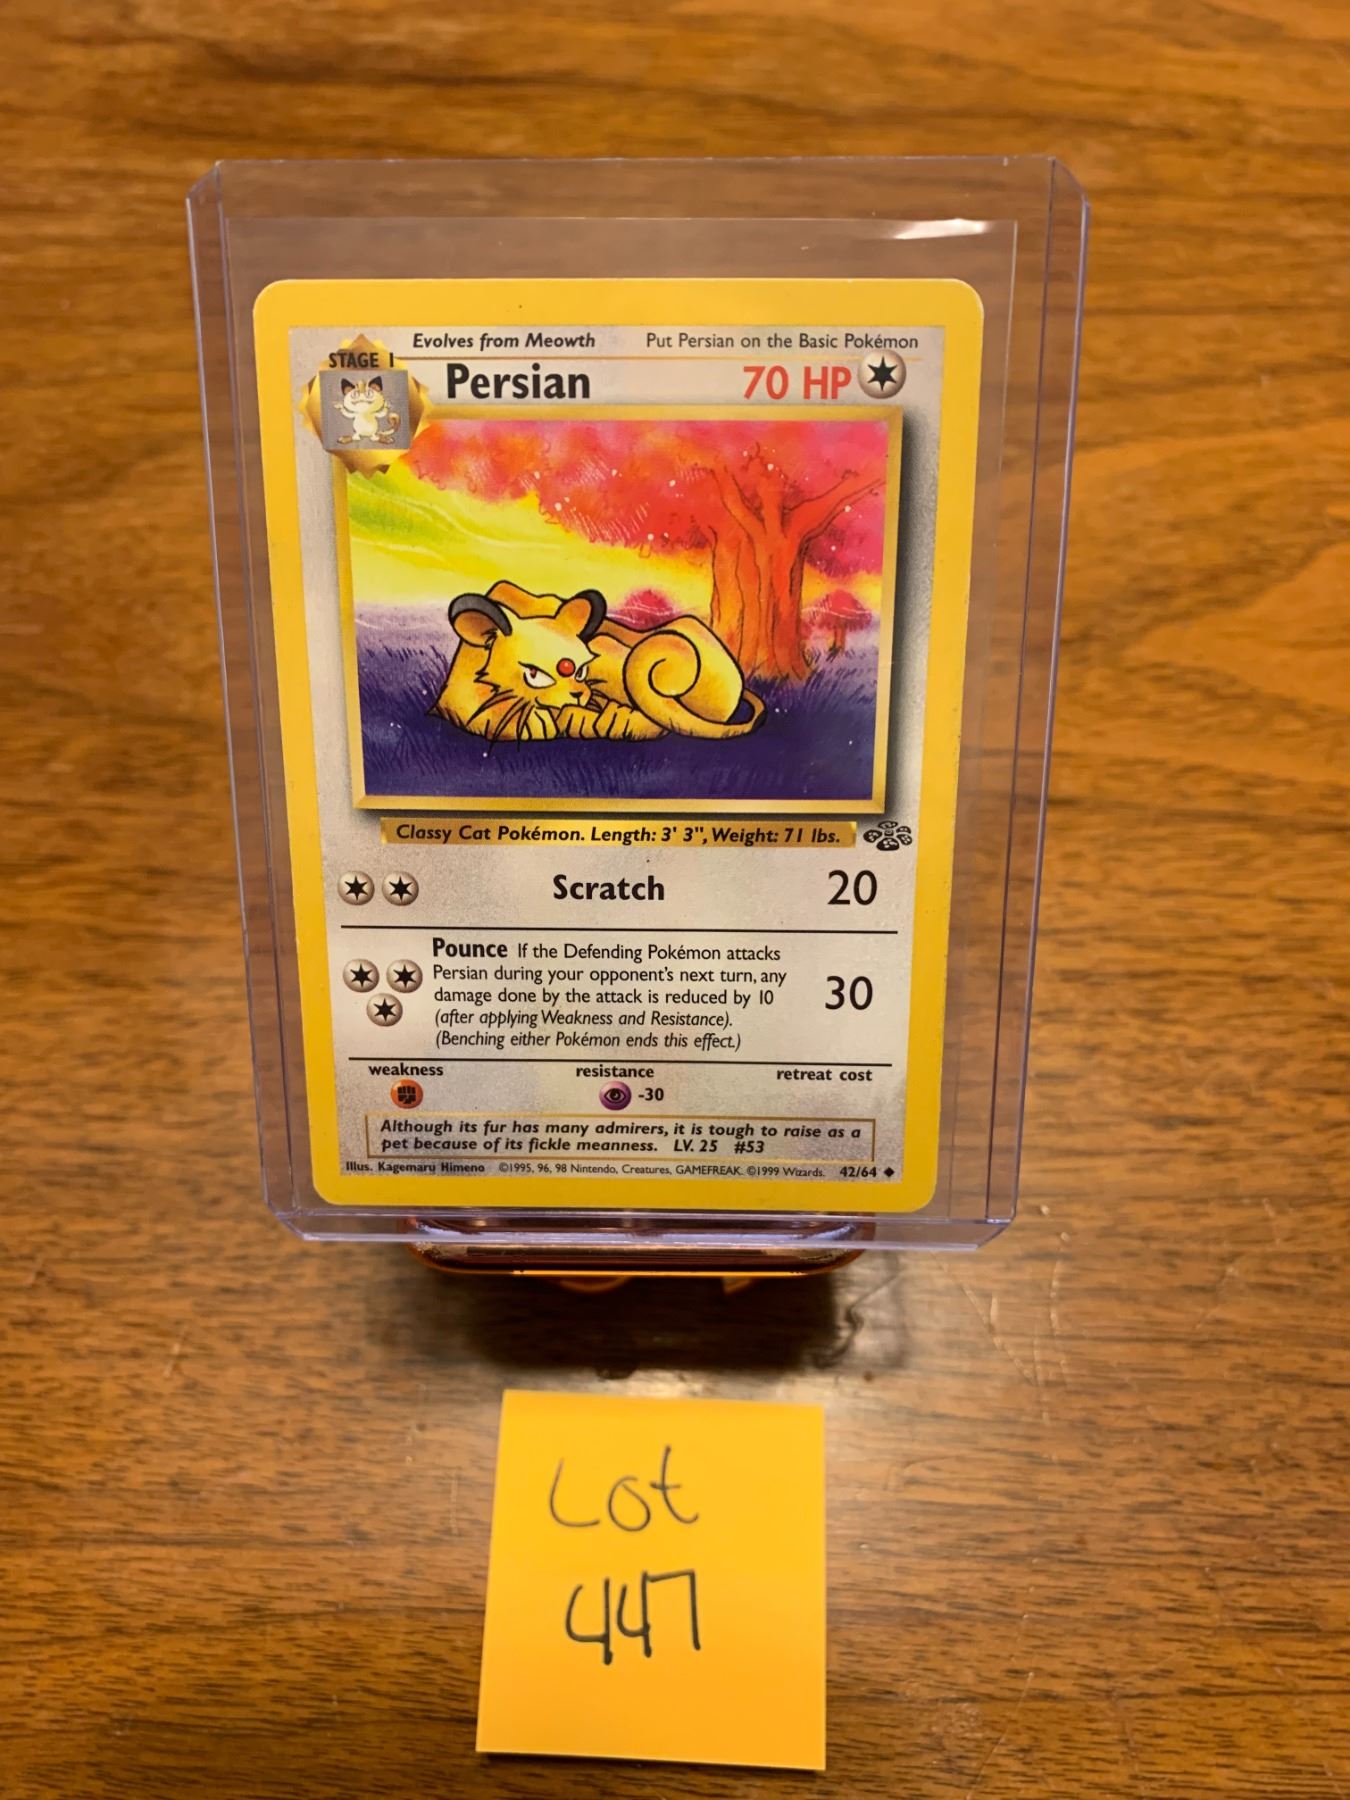 Evolves from Meowth Put Persian on the Basic Pokémon
STAGE 1
Persian 70 HP
Classy Cat Pokémon. Length: 3' 3", Weight: 71 lbs.
Scratch 20
Pounce If the Defending Pokémon attacks
Persian during your opponent's next turn, any
damage done by the attack is reduced by 10
(after applying Weakness and Resistance).
(Benching either Pokémon ends this effect.)
30
weakness resistance retreat cost
-30
Although its fur has many admirers, it is tough to raise as a
pet because of its fickle meanness. LV. 25 #53
Illus. Kagemaru Himeno ©1995, 96, 98 Nintendo, Creatures, GAMEFREAK. ©1999 Wizards. 42/64 ◆
Lot
447